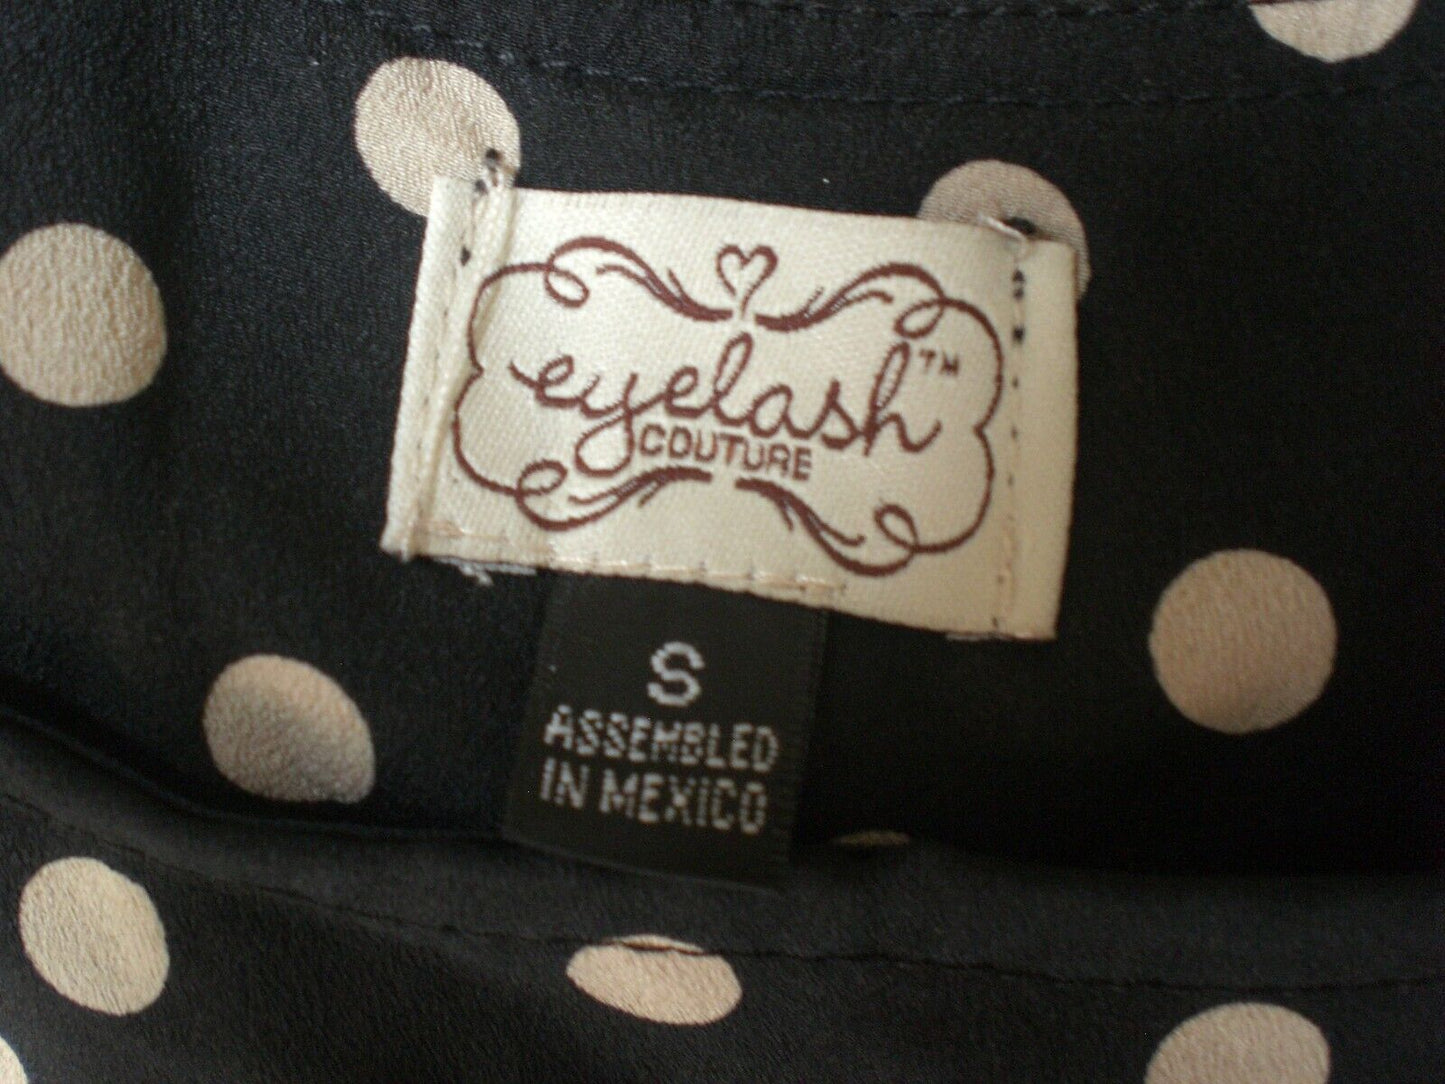 eyelash™
COUTURE
S
ASSEMBLED
IN MEXICO